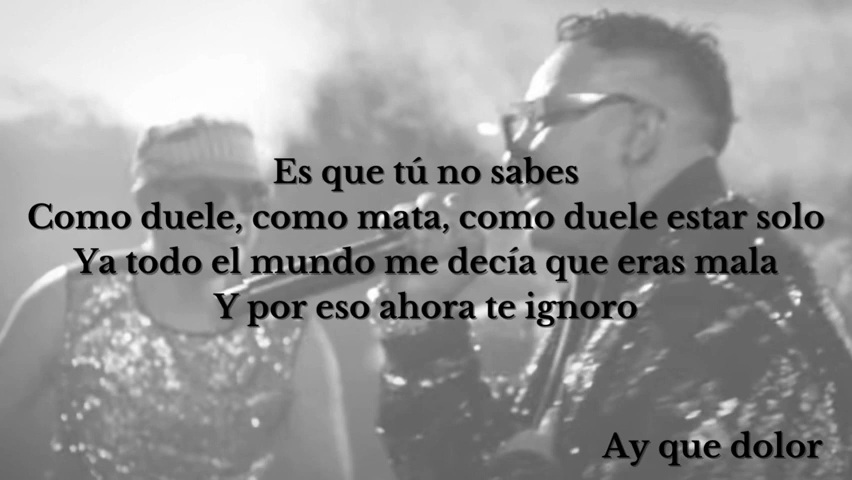 Es que tú no sabes
Como duele, como mata, como duele estar solo
Ya todo el mundo me decía que eras mala
Y por eso ahora te ignoro
Ay que dolor